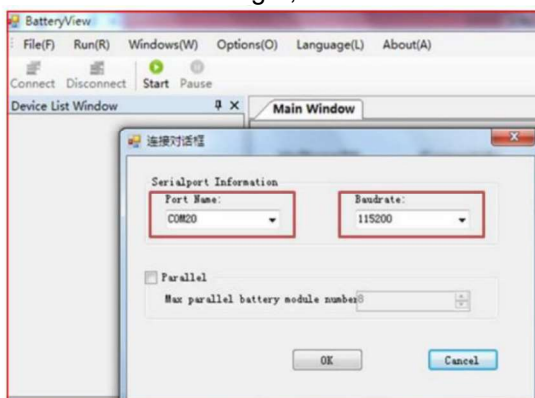 BatteryView
File(F) Run(R) Windows(W) Options(O) Language(L) About(A)
Connect Disconnect Start Pause
Device List Window
Main Window
连接对话框
Serialport Information
Port Name:
Baudrate:
COM20
115200
Parallel
Max parallel battery module number
OK
Cancel